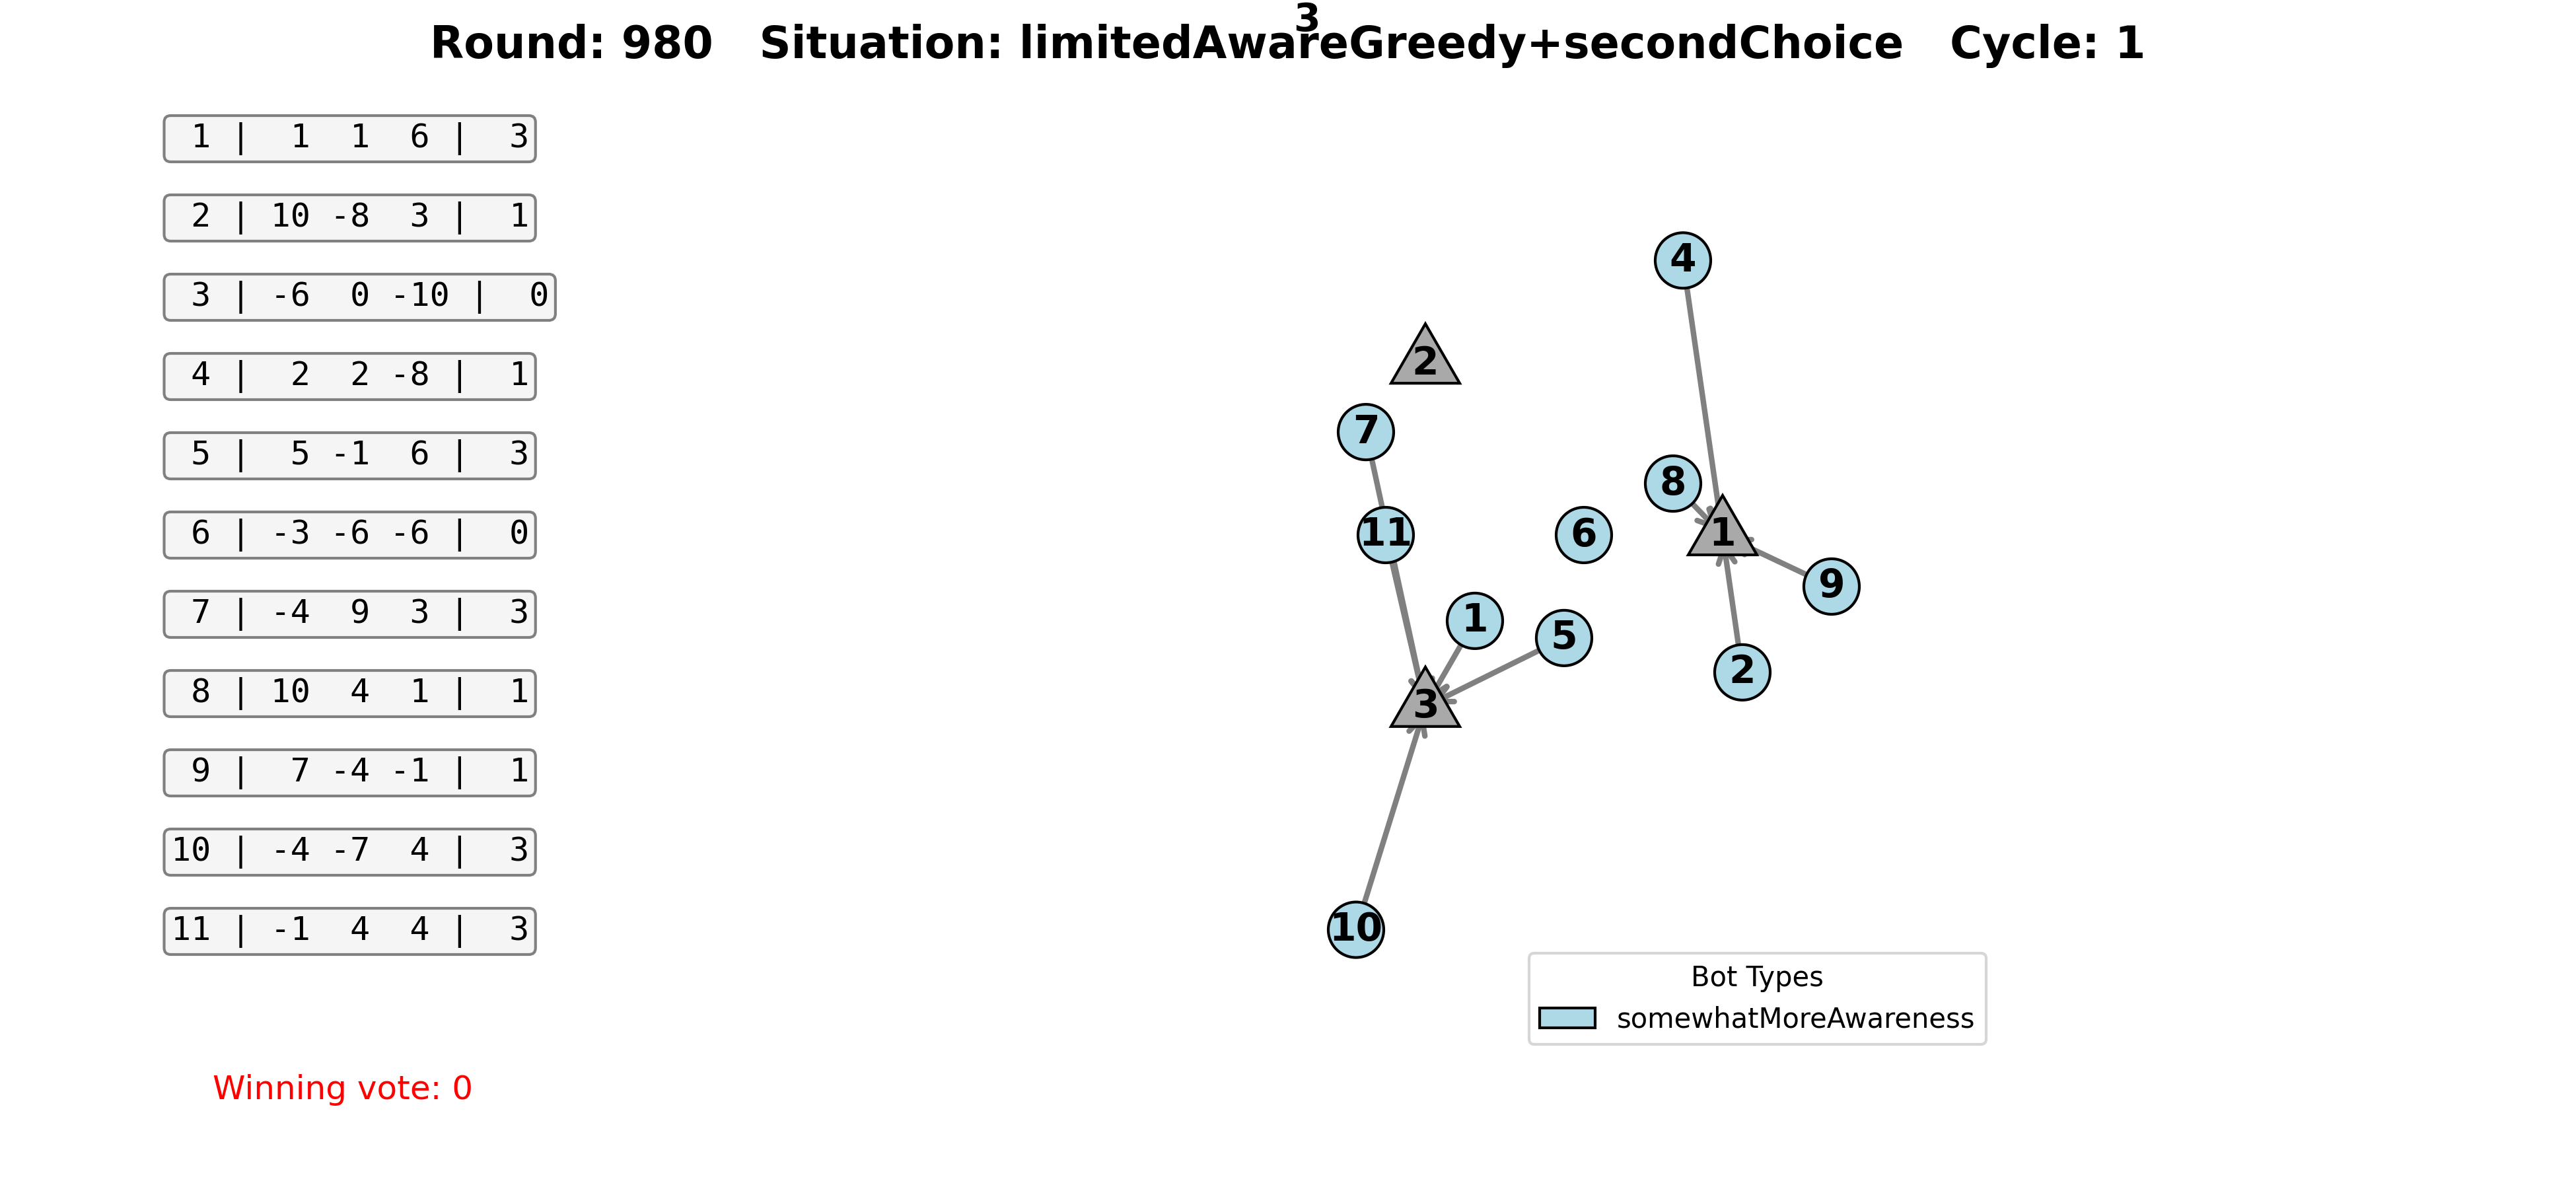 3
Round: 980   Situation: limitedAwareGreedy+secondChoice   Cycle: 1
1 |  1  1  6 |  3
2 | 10 -8  3 |  1
3 | -6  0 -10 |  0
4 |  2  2 -8 |  1
5 |  5 -1  6 |  3
6 | -3 -6 -6 |  0
7 | -4  9  3 |  3
8 | 10  4  1 |  1
9 |  7 -4 -1 |  1
10 | -4 -7  4 |  3
11 | -1  4  4 |  3
Winning vote: 0
4
2
7
8
11
6
1
9
1
5
2
3
10
Bot Types
somewhatMoreAwareness